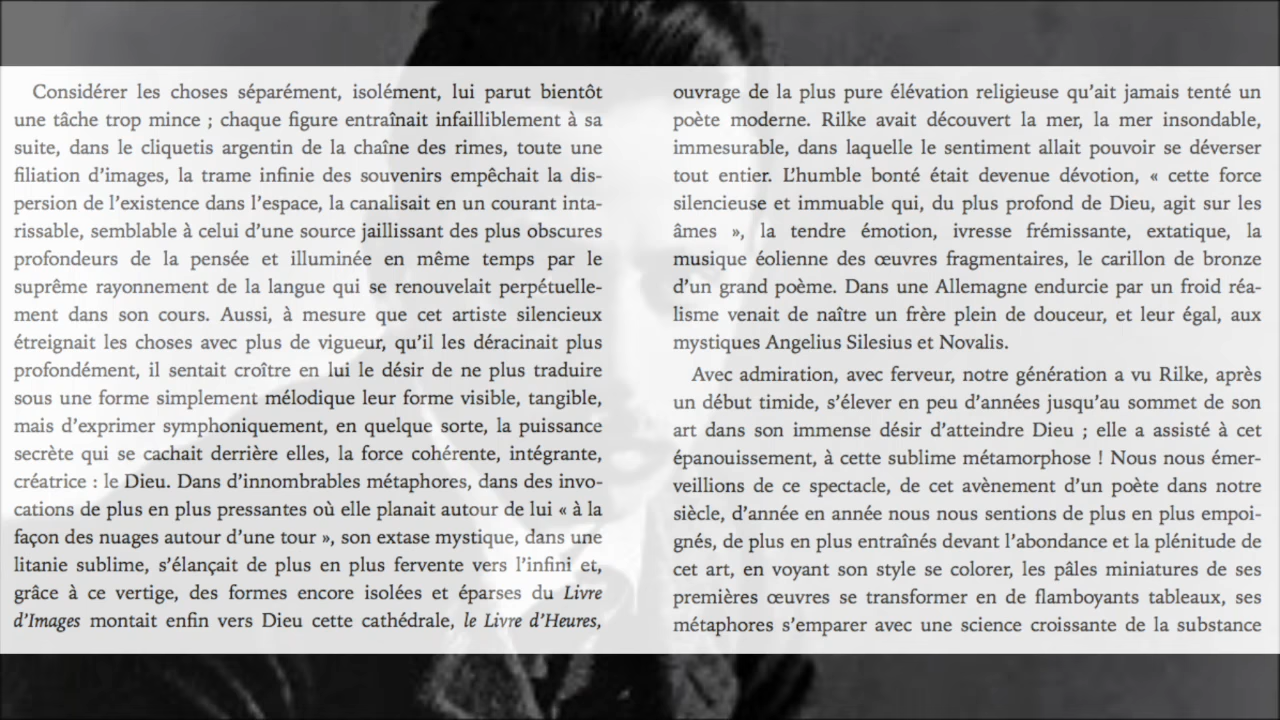 Considérer les choses séparément, isolément, lui parut bientôt
une tâche trop mince ; chaque figure entraînait infailliblement à sa
suite, dans le cliquetis argentin de la chaîne des rimes, toute une
filiation d’images, la trame infinie des souvenirs empêchait la dis-
persion de l’existence dans l’espace, la canalisait en un courant inta-
rissable, semblable à celui d’une source jaillissant des plus obscures
profondeurs de la pensée et illuminée en même temps par le
suprême rayonnement de la langue qui se renouvelait perpétuelle-
ment dans son cours. Aussi, à mesure que cet artiste silencieux
étreignait les choses avec plus de vigueur, qu’il les déracinait plus
profondément, il sentait croître en lui le désir de ne plus traduire
sous une forme simplement mélodique leur forme visible, tangible,
mais d’exprimer symphoniquement, en quelque sorte, la puissance
secrète qui se cachait derrière elles, la force cohérente, intégrante,
créatrice : le Dieu. Dans d’innombrables métaphores, dans des invo-
cations de plus en plus pressantes où elle planait autour de lui « à la
façon des nuages autour d’une tour », son extase mystique, dans une
litanie sublime, s’élançait de plus en plus fervente vers l’infini et,
grâce à ce vertige, des formes encore isolées et éparses du Livre
d’Images montait enfin vers Dieu cette cathédrale, le Livre d’Heures,
ouvrage de la plus pure élévation religieuse qu’ait jamais tenté un
poète moderne. Rilke avait découvert la mer, la mer insondable,
immesurable, dans laquelle le sentiment allait pouvoir se déverser
tout entier. L’humble bonté était devenue dévotion, « cette force
silencieuse et immuable qui, du plus profond de Dieu, agit sur les
âmes », la tendre émotion, ivresse frémissante, extatique, la
musique éolienne des œuvres fragmentaires, le carillon de bronze
d’un grand poème. Dans une Allemagne endurcie par un froid réa-
lisme venait de naître un frère plein de douceur, et leur égal, aux
mystiques Angelius Silesius et Novalis.
Avec admiration, avec ferveur, notre génération a vu Rilke, après
un début timide, s’élever en peu d’années jusqu’au sommet de son
art dans son immense désir d’atteindre Dieu ; elle a assisté à cet
épanouissement, à cette sublime métamorphose ! Nous nous émer-
veillions de ce spectacle, de cet avènement d’un poète dans notre
siècle, d’année en année nous nous sentions de plus en plus empoi-
gnés, de plus en plus entraînés devant l’abondance et la plénitude de
cet art, en voyant son style se colorer, les pâles miniatures de ses
premières œuvres se transformer en de flamboyants tableaux, ses
métaphores s’emparer avec une science croissante de la substance